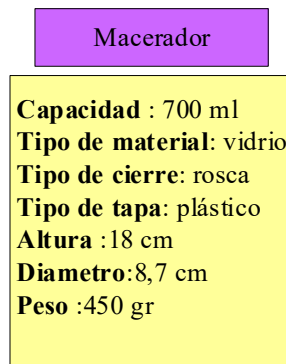 Macerador
Capacidad : 700 ml
Tipo de material: vidrio
Tipo de cierre: rosca
Tipo de tapa: plástico
Altura :18 cm
Diametro:8,7 cm
Peso :450 gr